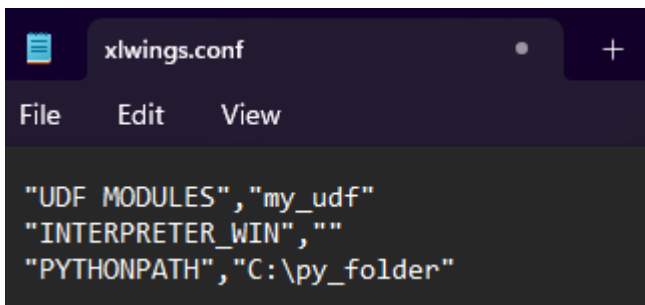 xlwings.conf
File Edit View
"UDF MODULES","my_udf"
"INTERPRETER_WIN",""
"PYTHONPATH","C:\py_folder"